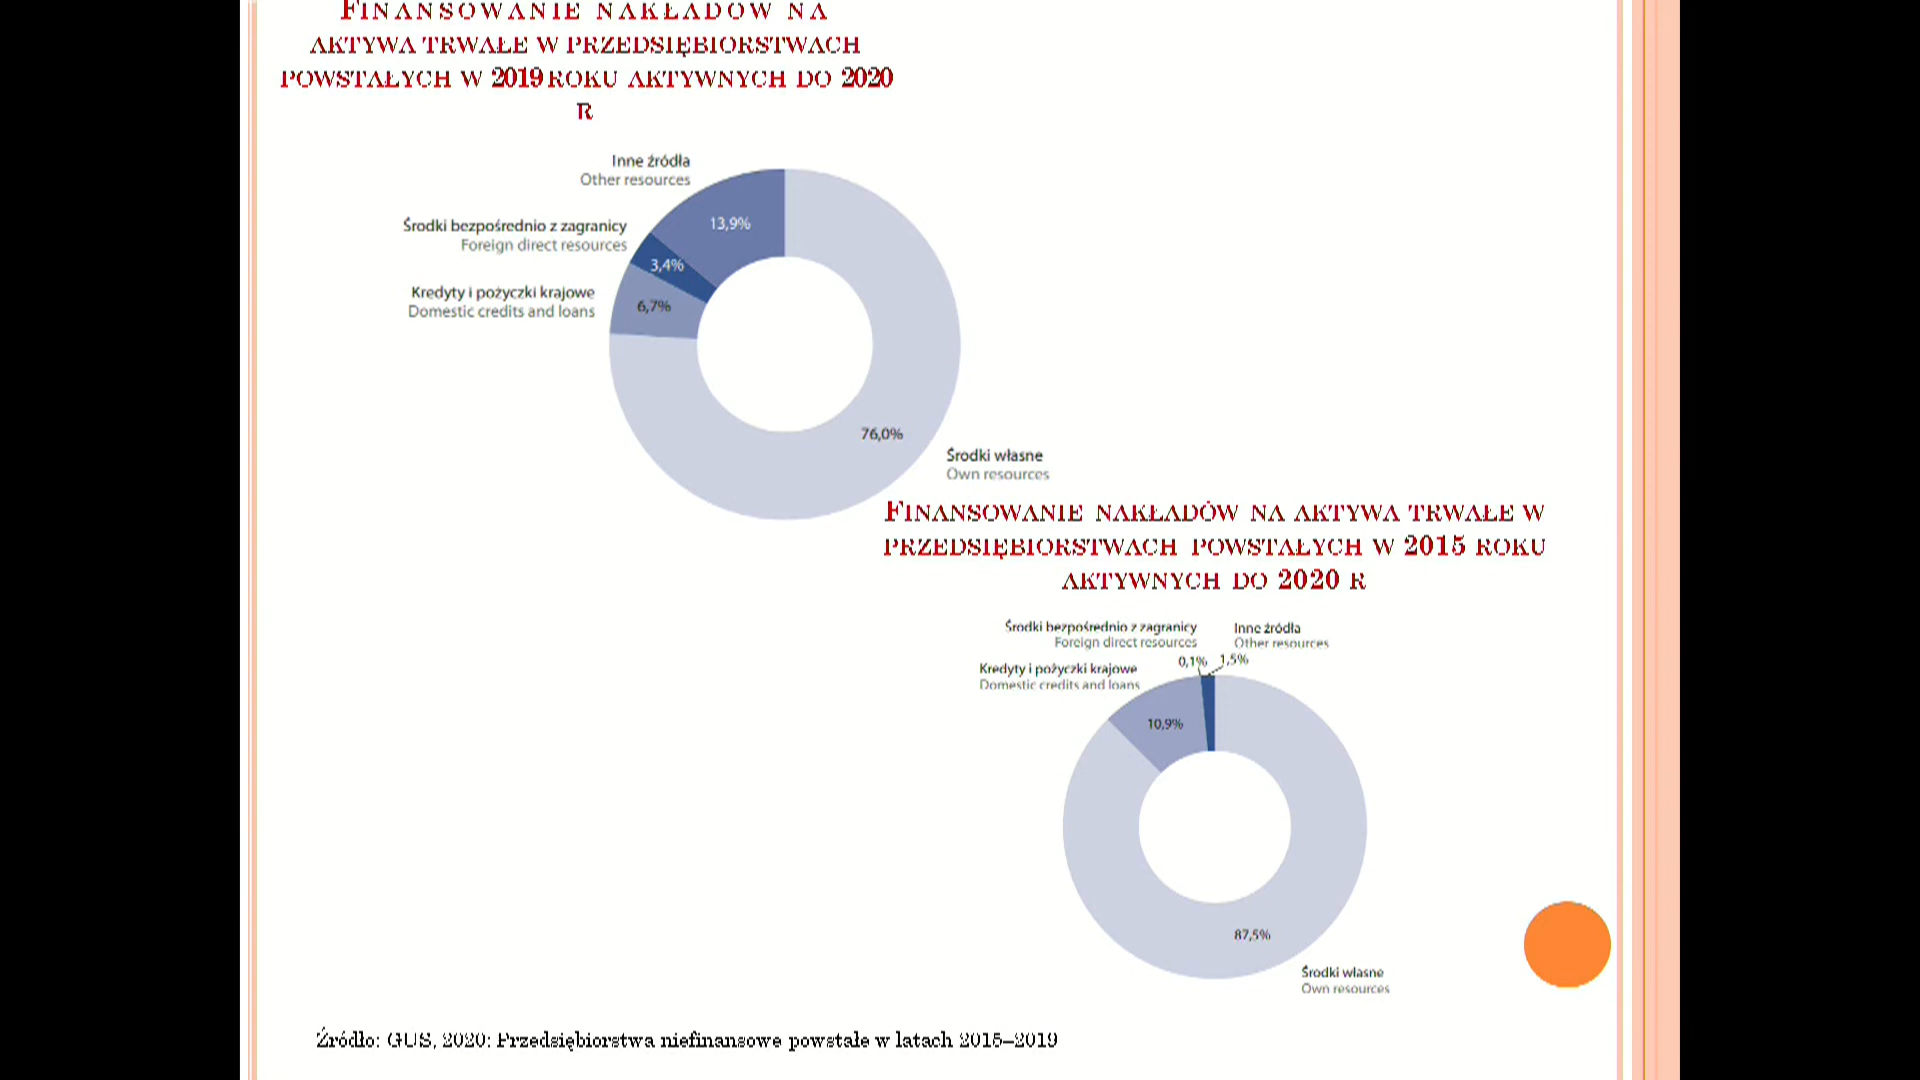 FINANSOWANIE NAKŁADÓW NA
AKTYWA TRWAŁE W PRZEDSIĘBIORSTWACH
POWSTAŁYCH W 2019 ROKU AKTYWNYCH DO 2020
R
Inne źródła
Other resources
13,9%
Środki bezpośrednio z zagranicy
Foreign direct resources
3,4%
Kredyty i pożyczki krajowe
Domestic credits and loans
6,7%
76,0%
Środki własne
Own resources
FINANSOWANIE NAKŁADÓW NA AKTYWA TRWAŁE W
PRZEDSIĘBIORSTWACH POWSTAŁYCH W 2015 ROKU
AKTYWNYCH DO 2020 R
Środki bezpośrednio z zagranicy
Foreign direct resources
Inne źródła
Other resources
0,1%
1,5%
Kredyty i pożyczki krajowe
Domestic credits and loans
10,9%
87,5%
Środki własne
Own resources
Źródło: GUS, 2020: Przedsiębiorstwa niefinansowe powstałe w latach 2015–2019